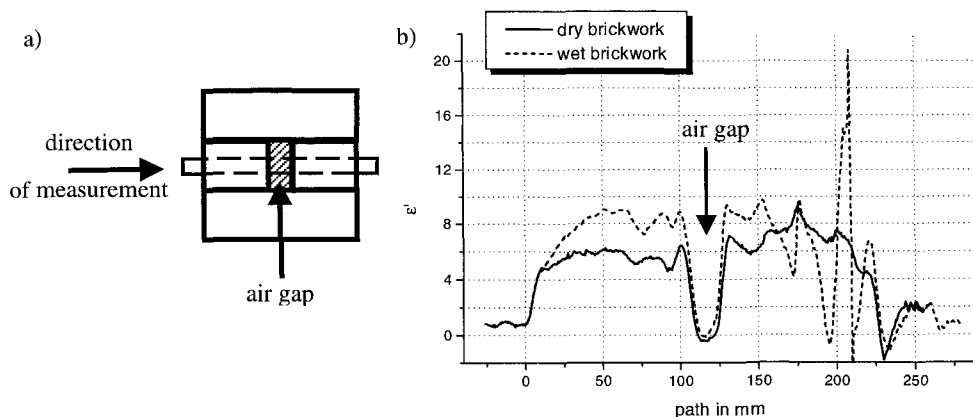 a)
direction
of measurement
air gap
b)
dry brickwork
wet brickwork
air gap
ε'
20
16
12
8
4
0
0
50
100
150
200
250
path in mm